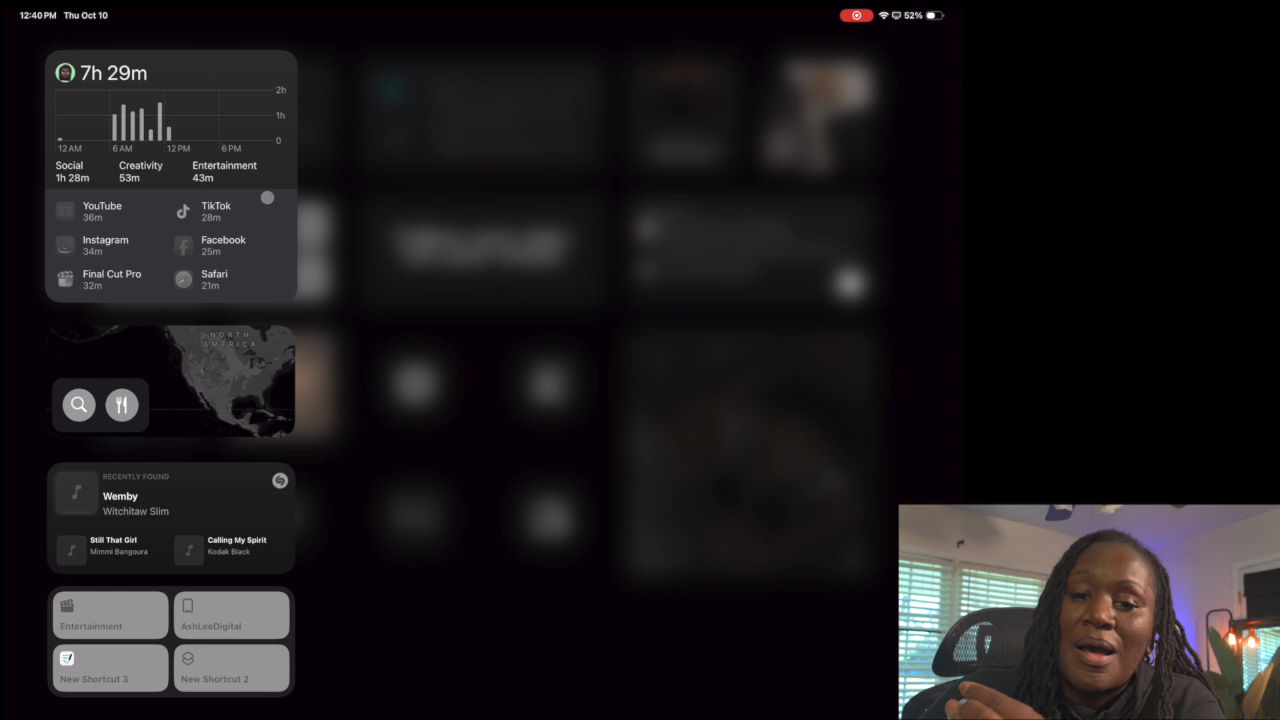 12:40 PM Thu Oct 10
52%
7h 29m
2h
1h
0
12 AM 6 AM 12 PM 6 PM
Social Creativity Entertainment
1h 28m 53m 43m
YouTube TikTok
36m 28m
Instagram Facebook
34m 25m
Final Cut Pro Safari
32m 21m
NORTH
AMERICA
RECENTLY FOUND
Wemby
Witchitaw Slim
Still That Girl Calling My Spirit
Mimmi Bangoura Kodak Black
Entertainment AshLeeDigital
New Shortcut 3 New Shortcut 2